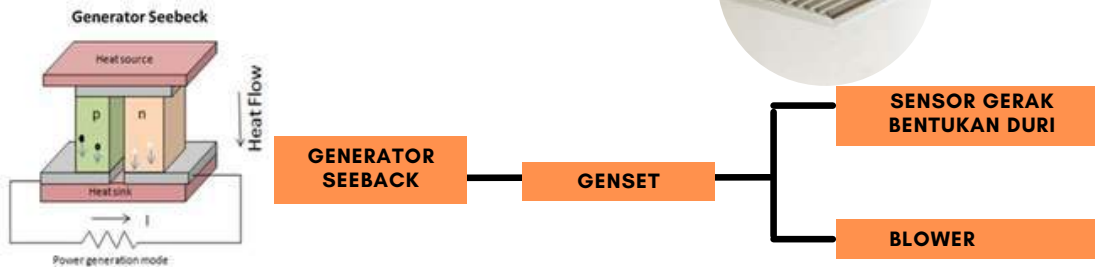 Generator Seebeck
Heat source
p
n
Heat Flow
Heat sink
I
Power generation mode
GENERATOR
SEEBACK
GENSET
SENSOR GERAK
BENTUKAN DURI
BLOWER